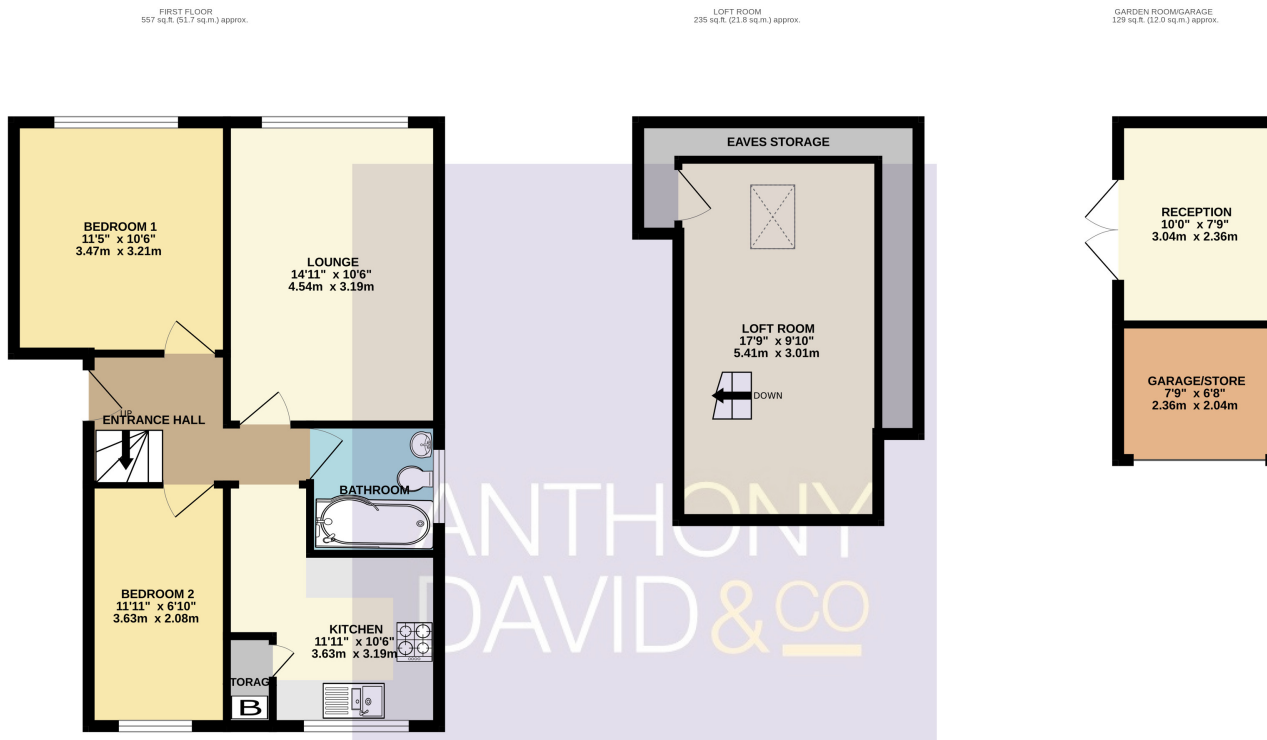 FIRST FLOOR
557 sq.ft. (51.7 sq.m.) approx.
LOFT ROOM
235 sq.ft. (21.8 sq.m.) approx.
GARDEN ROOM/GARAGE
129 sq.ft. (12.0 sq.m.) approx.
BEDROOM 1
11'5" x 10'6"
3.47m x 3.21m
LOUNGE
14'11" x 10'6"
4.54m x 3.19m
UP
ENTRANCE HALL
BATHROOM
BEDROOM 2
11'11" x 6'10"
3.63m x 2.08m
KITCHEN
11'11" x 10'6"
3.63m x 3.19m
TORAG
B
EAVES STORAGE
LOFT ROOM
17'9" x 9'10"
5.41m x 3.01m
DOWN
RECEPTION
10'0" x 7'9"
3.04m x 2.36m
GARAGE/STORE
7'9" x 6'8"
2.36m x 2.04m
ANTHONY
DAVID & CO